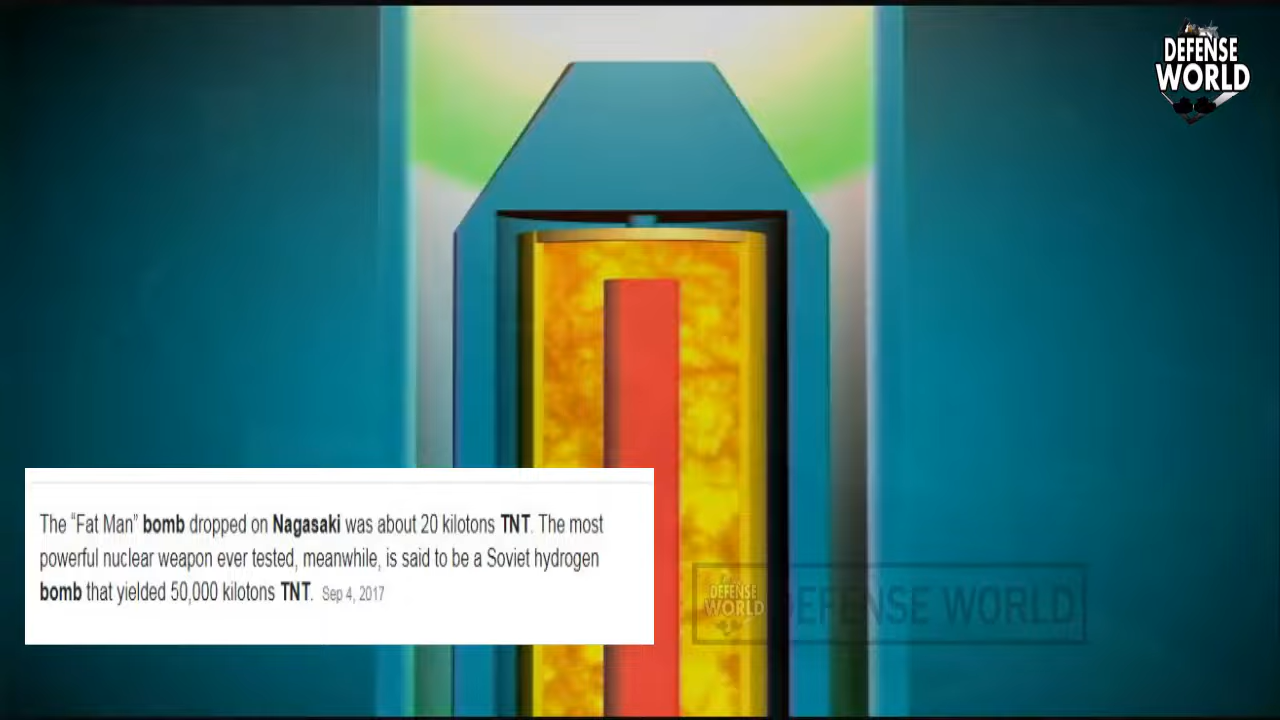 DEFENSE
WORLD
The “Fat Man” bomb dropped on Nagasaki was about 20 kilotons TNT. The most
powerful nuclear weapon ever tested, meanwhile, is said to be a Soviet hydrogen
bomb that yielded 50,000 kilotons TNT. Sep 4, 2017
DEFENSE
WORLD
DEFENSE WORLD